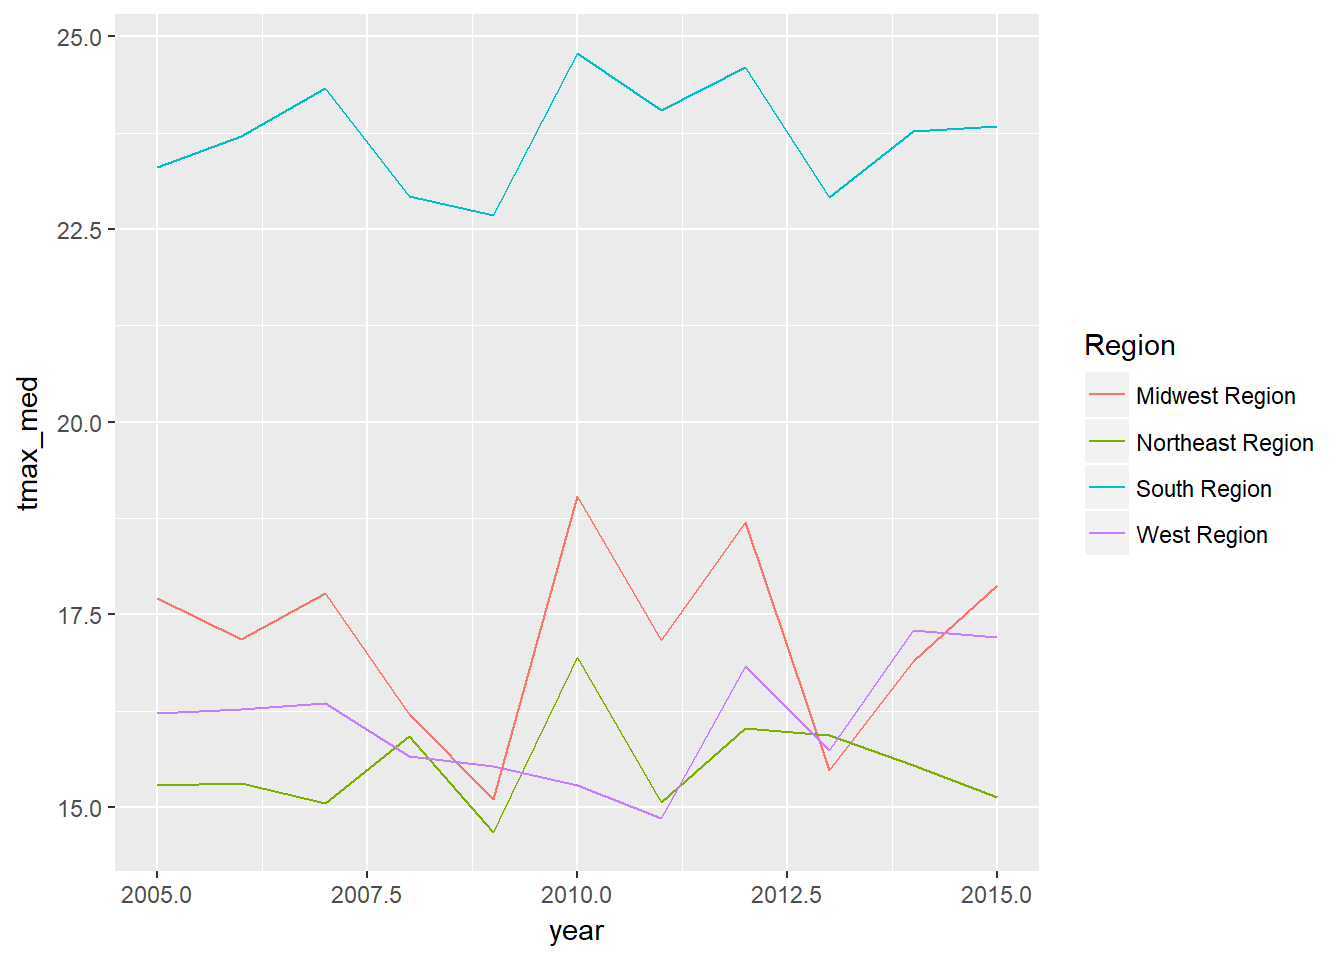 25.0
22.5
20.0
17.5
15.0
tmax_med
2005.0 2007.5 2010.0 2012.5 2015.0
year
Region
Midwest Region
Northeast Region
South Region
West Region